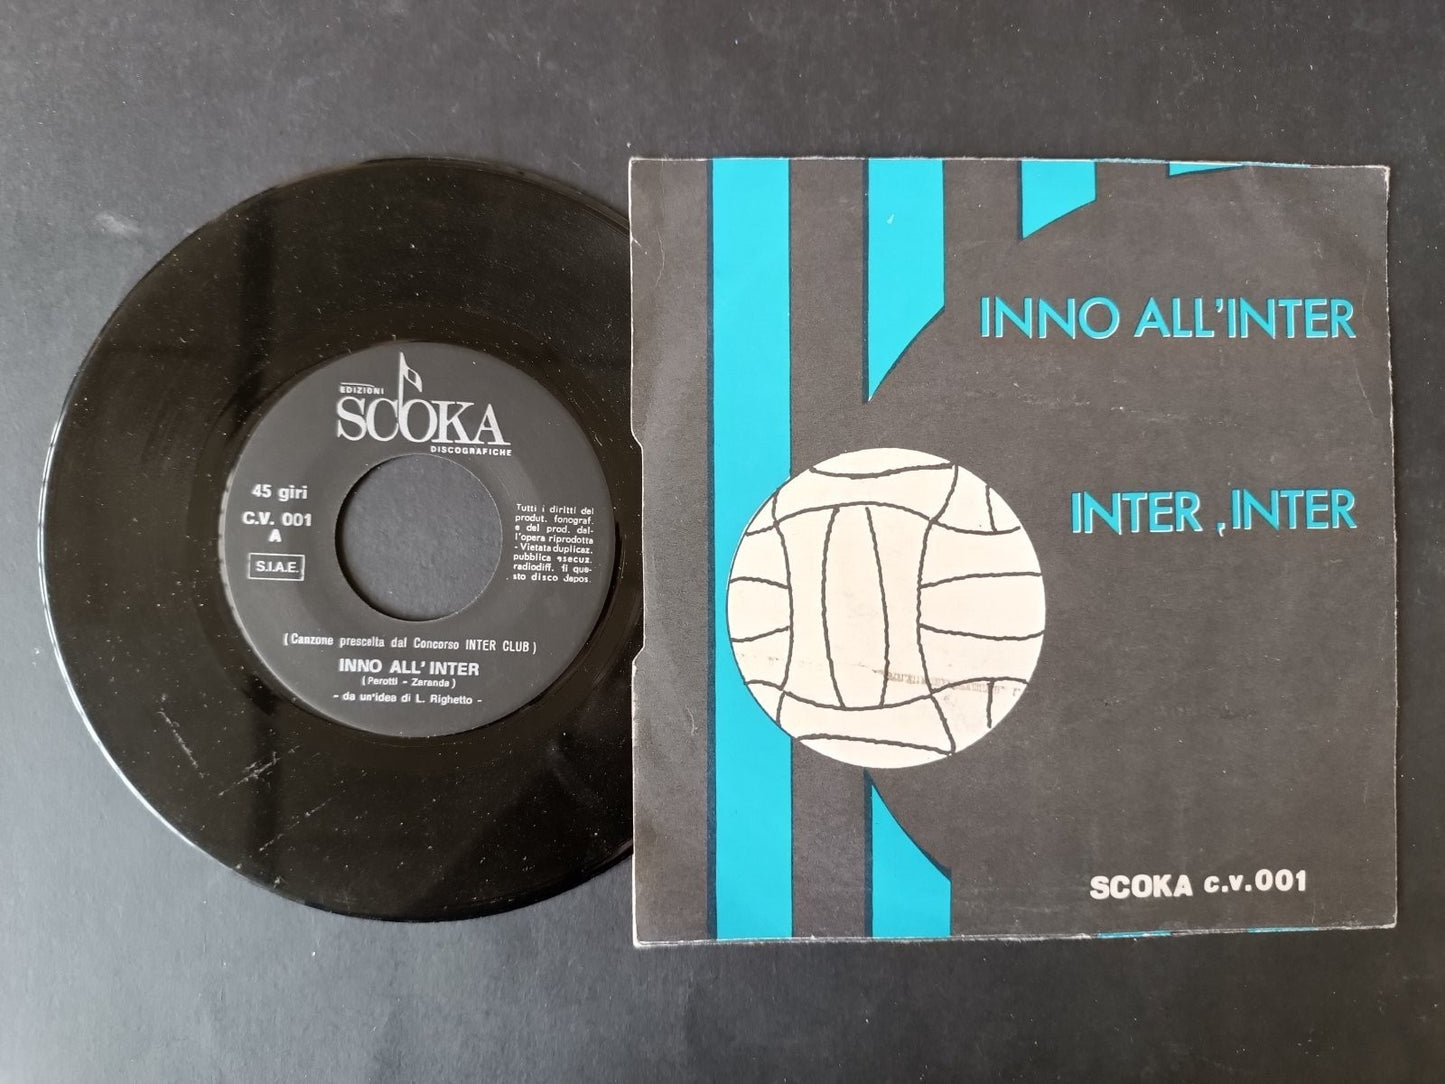 EDIZIONI
SCOKA
DISCOGRAFICHE
45 giri
C.V. 001
A
S.I.A.E.
Tutti i diritti del
produt. fonograf.
e del prod. dal-
l'opera riprodotta
- Vietata duplicaz.
pubblica esecuz.
radiodiff. di que-
sto disco depos.
(Canzone prescelta dal Concorso INTER CLUB)
INNO ALL'INTER
(Perotti - Zaranda)
- da un'idea di L. Righetto -
INNO ALL'INTER
INTER, INTER
SCOKA c.v.001